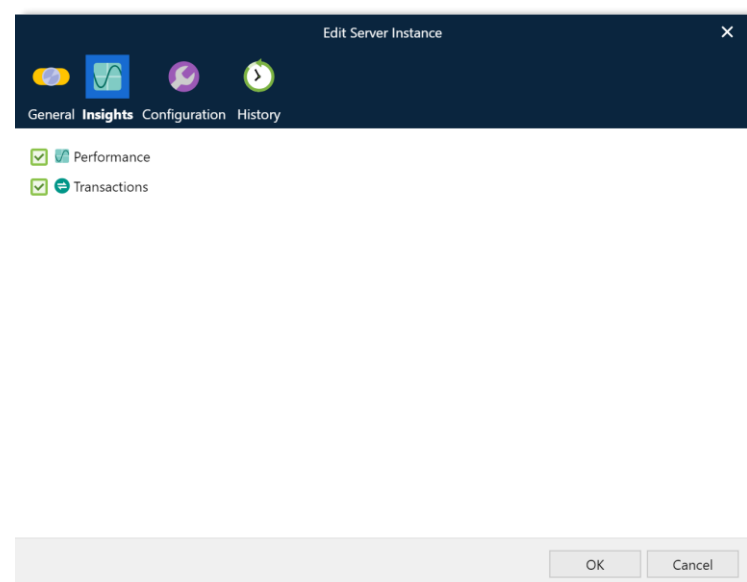 Edit Server Instance
General Insights Configuration History
Performance
Transactions
OK Cancel